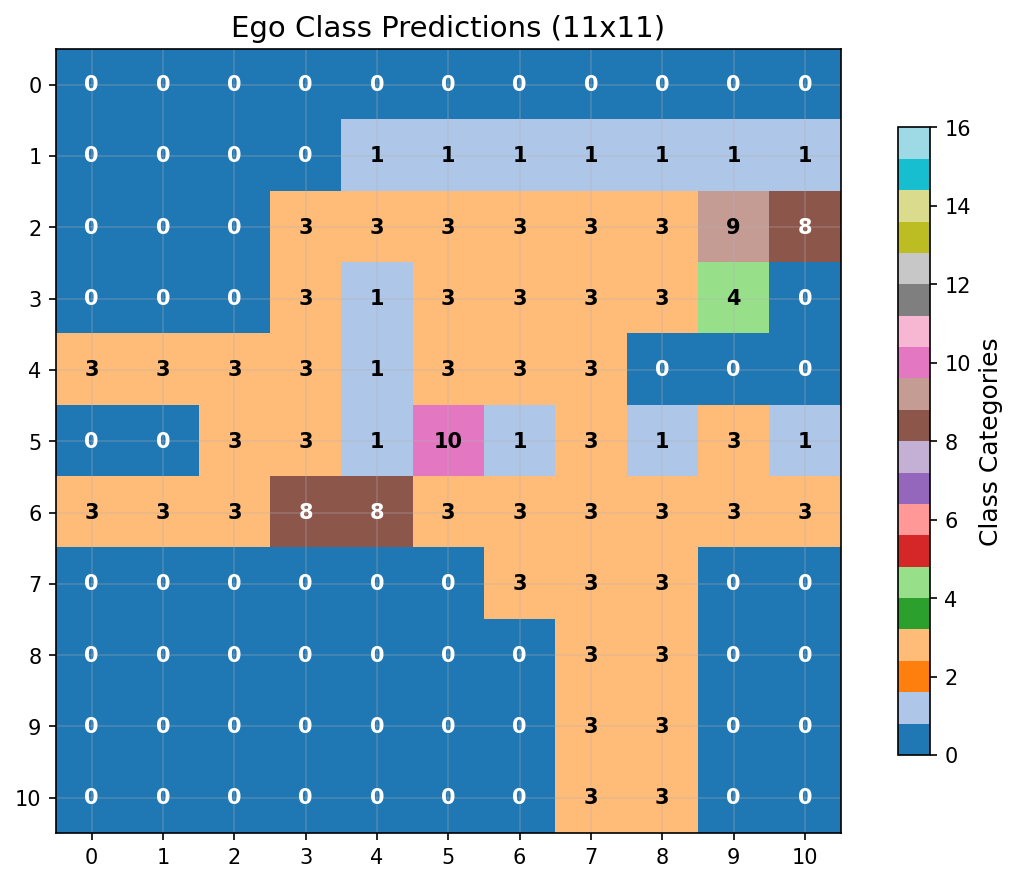 Ego Class Predictions (11x11)
0 0 0 0 0 0 0 0 0 0 0 0
1 0 0 0 0 1 1 1 1 1 1 1
2 0 0 0 3 3 3 3 3 3 9 8
3 0 0 0 3 1 3 3 3 3 4 0
4 3 3 3 3 1 3 3 3 0 0 0
5 0 0 3 3 1 10 1 3 1 3 1
6 3 3 3 8 8 3 3 3 3 3 3
7 0 0 0 0 0 0 3 3 3 0 0
8 0 0 0 0 0 0 0 3 3 0 0
9 0 0 0 0 0 0 0 3 3 0 0
10 0 0 0 0 0 0 0 3 3 0 0
0 1 2 3 4 5 6 7 8 9 10
16
14
12
10
8
6
4
2
0
Class Categories